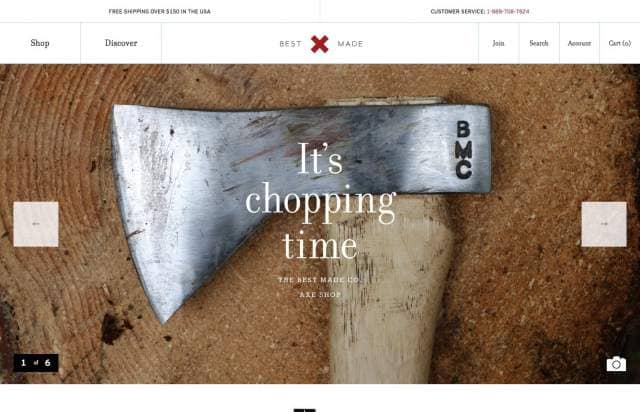 FREE SHIPPING OVER $150 IN THE USA
CUSTOMER SERVICE: 1-989-708-7824
Shop
Discover
BEST MADE
Join
Search
Account
Cart (0)
BMC
It's
chopping
time
THE BEST MADE CO.
AXE SHOP
←
→
1 of 6